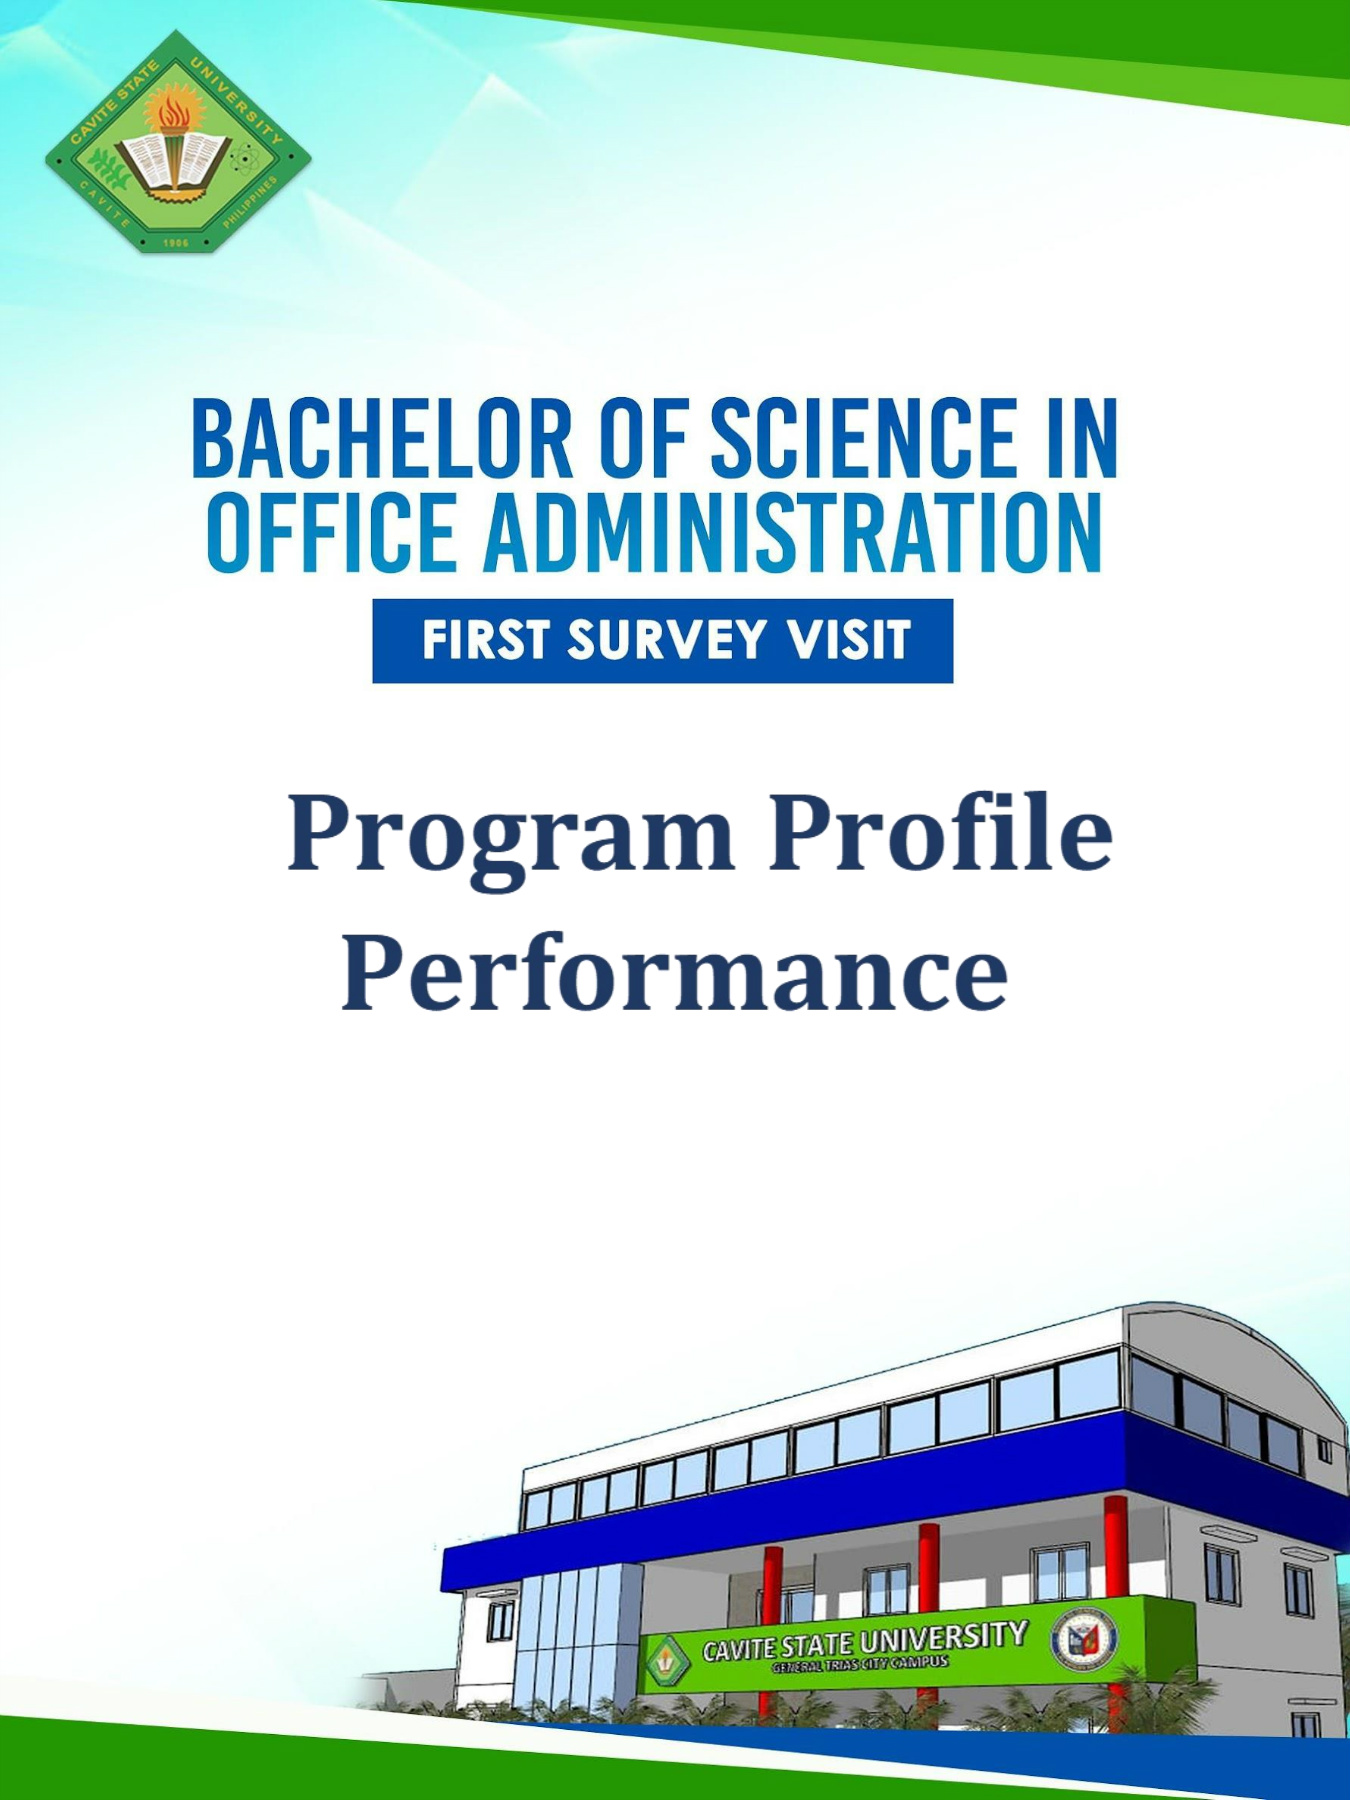 CAVITE STATE UNIVERSITY
CAVITE
1906
PHILIPPINES
BACHELOR OF SCIENCE IN
OFFICE ADMINISTRATION
FIRST SURVEY VISIT
Program Profile
Performance
CAVITE STATE UNIVERSITY
GENERAL TRIAS CITY CAMPUS